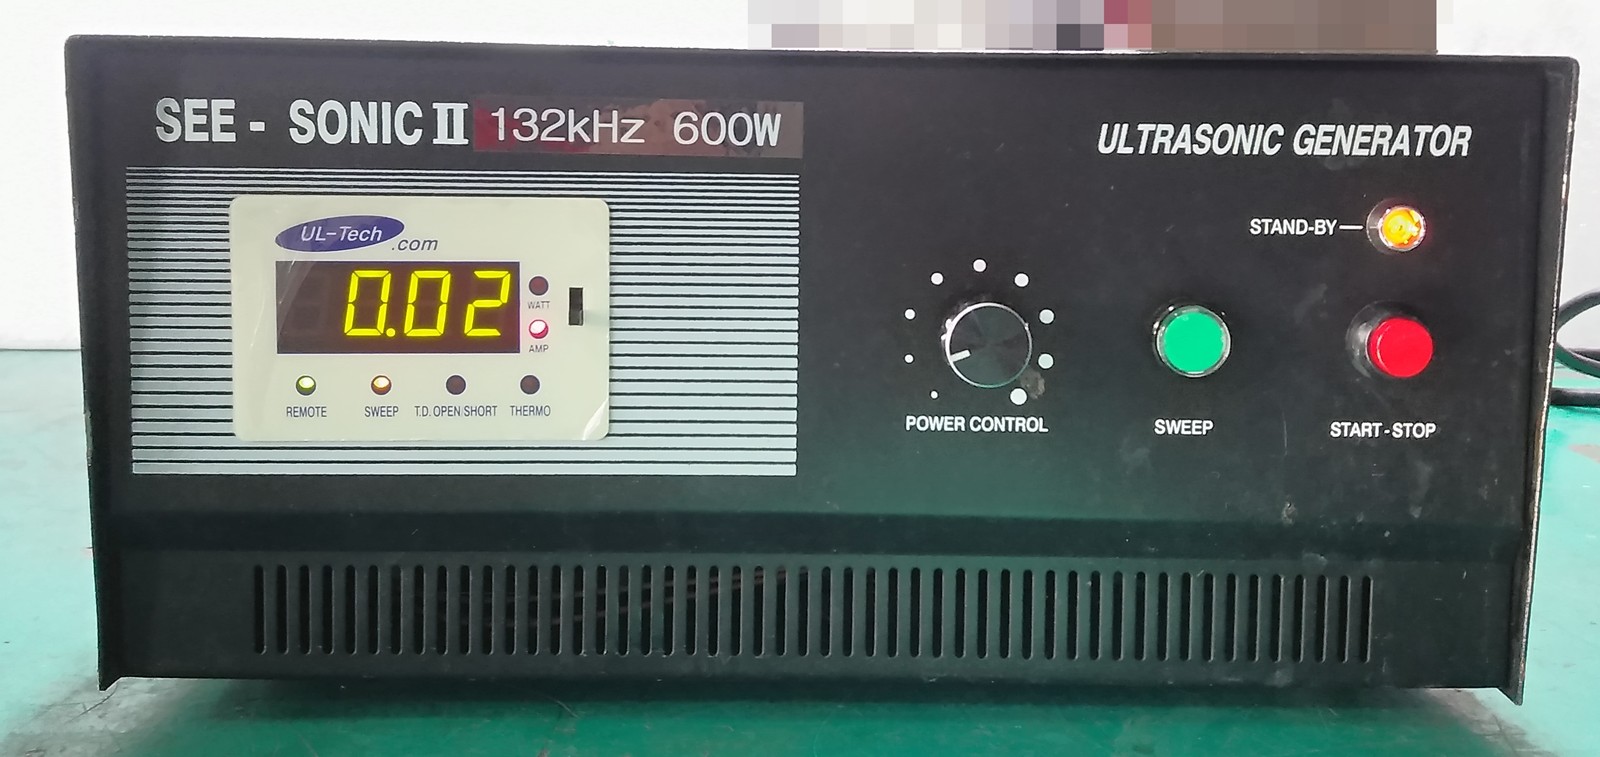 SEE - SONIC II 132kHz 600W
ULTRASONIC GENERATOR
UL-Tech.com
0.02
WATT
AMP
REMOTE SWEEP T.D. OPEN/SHORT THERMO
STAND-BY
POWER CONTROL
SWEEP
START-STOP